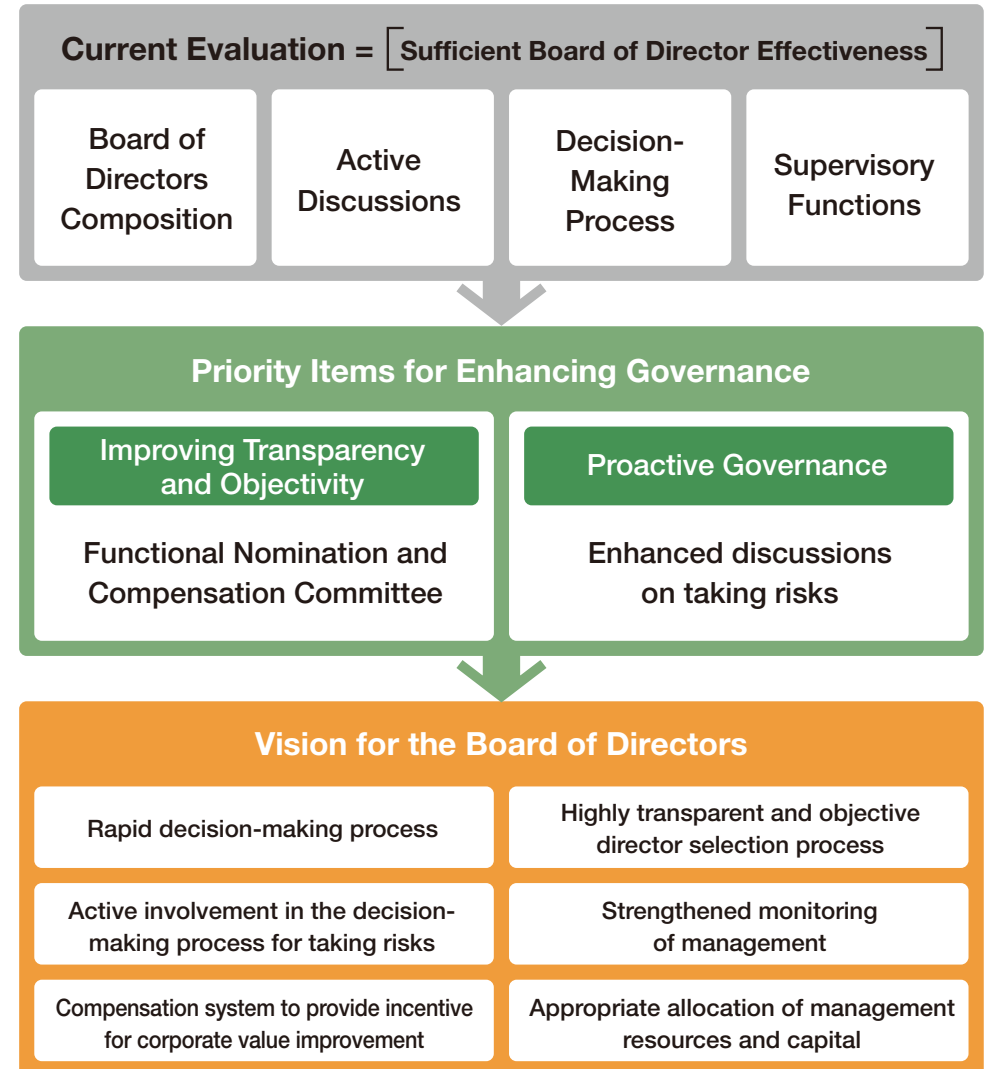 Current Evaluation = [Sufficient Board of Director Effectiveness]
Board of
Directors
Composition
Active
Discussions
Decision-
Making
Process
Supervisory
Functions
Priority Items for Enhancing Governance
Improving Transparency
and Objectivity
Functional Nomination and
Compensation Committee
Proactive Governance
Enhanced discussions
on taking risks
Vision for the Board of Directors
Rapid decision-making process
Highly transparent and objective
director selection process
Active involvement in the decision-
making process for taking risks
Strengthened monitoring
of management
Compensation system to provide incentive
for corporate value improvement
Appropriate allocation of management
resources and capital